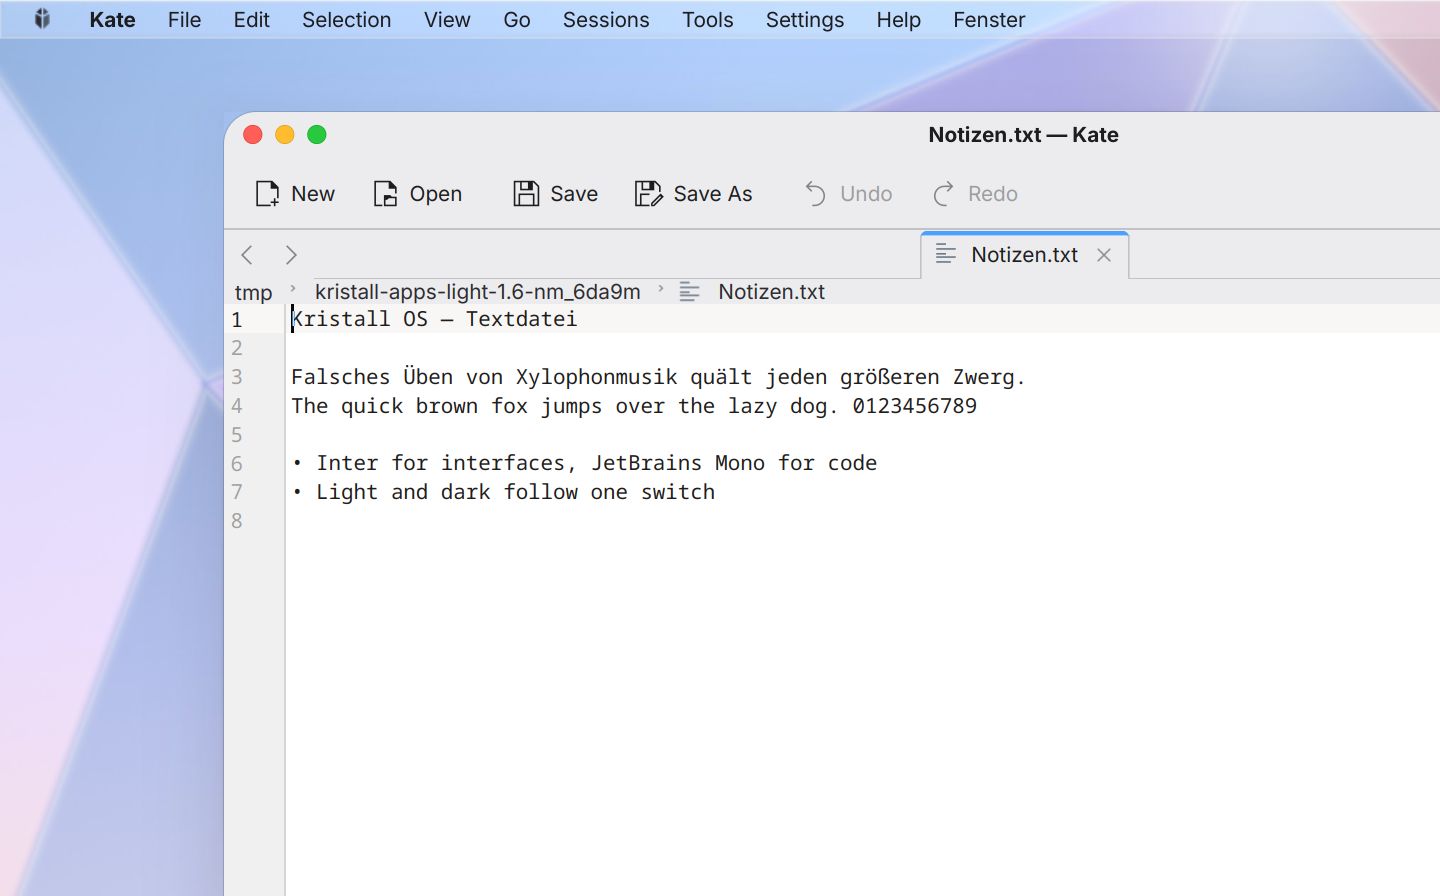 Kate File Edit Selection View Go Sessions Tools Settings Help Fenster
Notizen.txt — Kate
New Open Save Save As Undo Redo
Notizen.txt
tmp › kristall-apps-light-1.6-nm_6da9m › Notizen.txt
1 Kristall OS – Textdatei
2
3 Falsches Üben von Xylophonmusik quält jeden größeren Zwerg.
4 The quick brown fox jumps over the lazy dog. 0123456789
5
6 • Inter for interfaces, JetBrains Mono for code
7 • Light and dark follow one switch
8